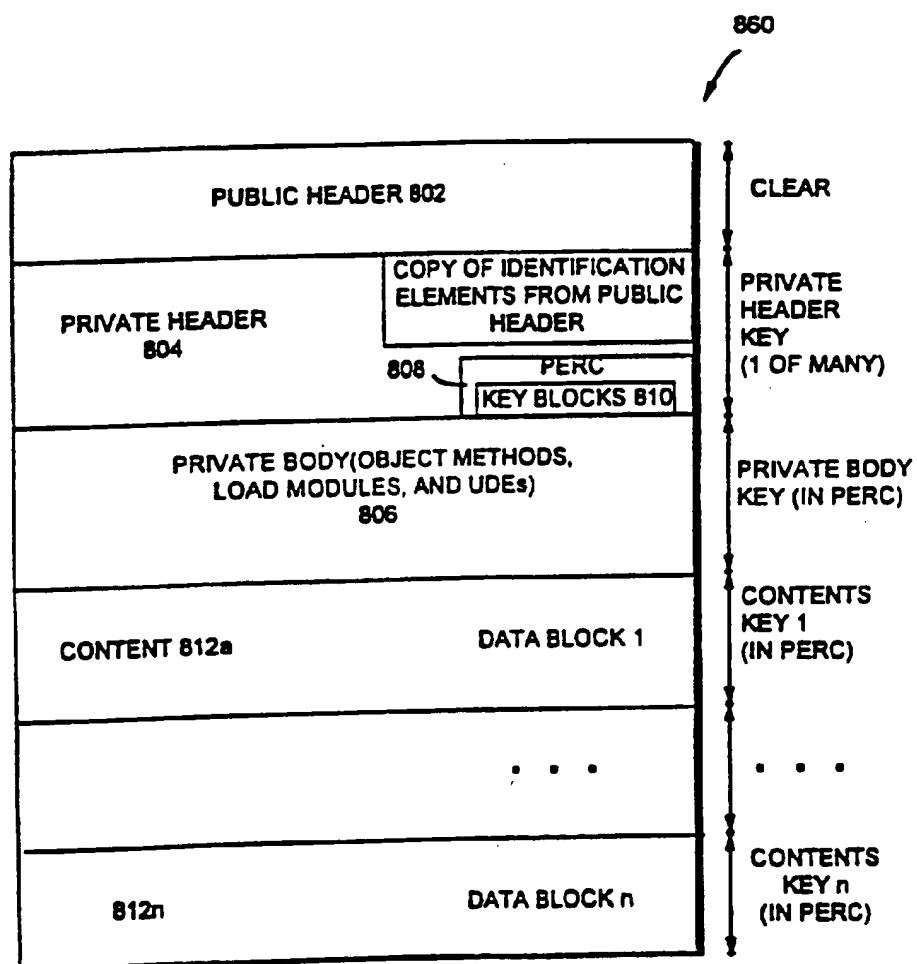 860
PUBLIC HEADER 802
CLEAR
COPY OF IDENTIFICATION
ELEMENTS FROM PUBLIC
HEADER
PRIVATE HEADER
804
PRIVATE
HEADER
KEY
(1 OF MANY)
808
PERC
KEY BLOCKS 810
PRIVATE BODY(OBJECT METHODS,
LOAD MODULES, AND UDEs)
806
PRIVATE BODY
KEY (IN PERC)
CONTENT 812a
DATA BLOCK 1
CONTENTS
KEY 1
(IN PERC)
. . .
. . .
812n
DATA BLOCK n
CONTENTS
KEY n
(IN PERC)